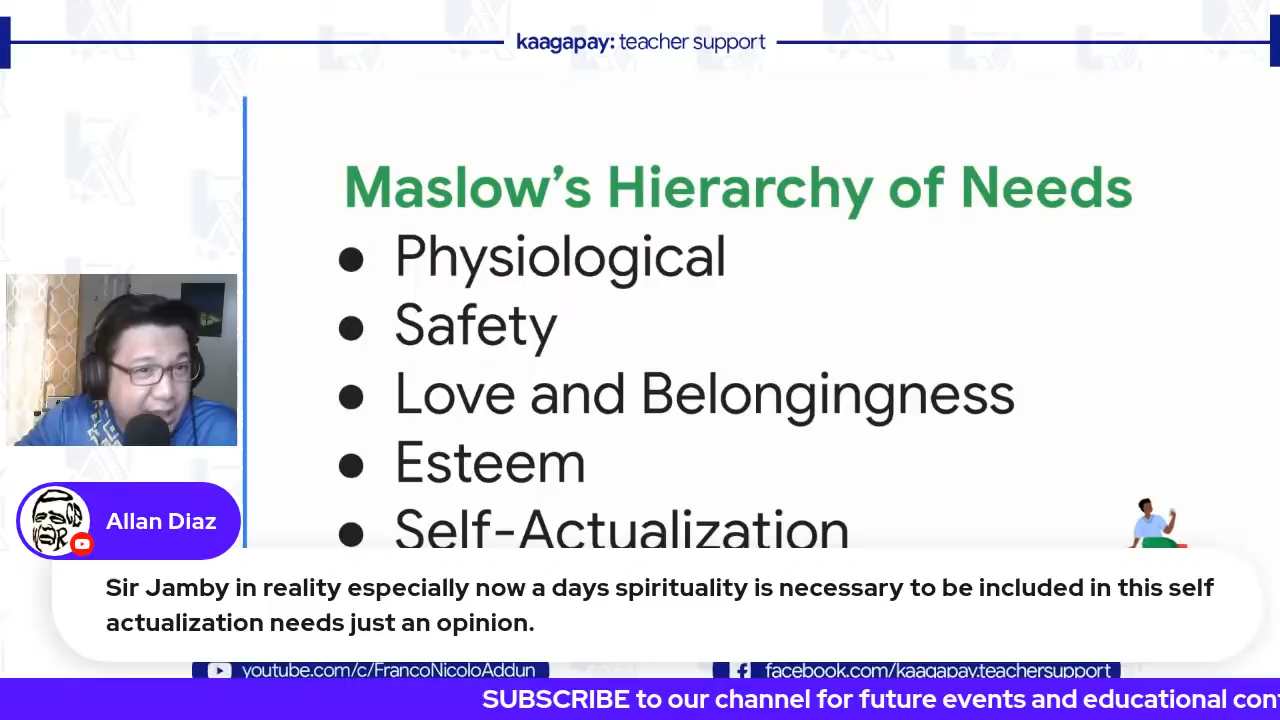 kaagapay: teacher support
Maslow’s Hierarchy of Needs
● Physiological
● Safety
● Love and Belongingness
● Esteem
● Self-Actualization
Allan Diaz
Sir Jamby in reality especially now a days spirituality is necessary to be included in this self
actualization needs just an opinion.
youtube.com/c/FrancoNicoloAddun
facebook.com/kaagapay.teachersupport
SUBSCRIBE to our channel for future events and educational con